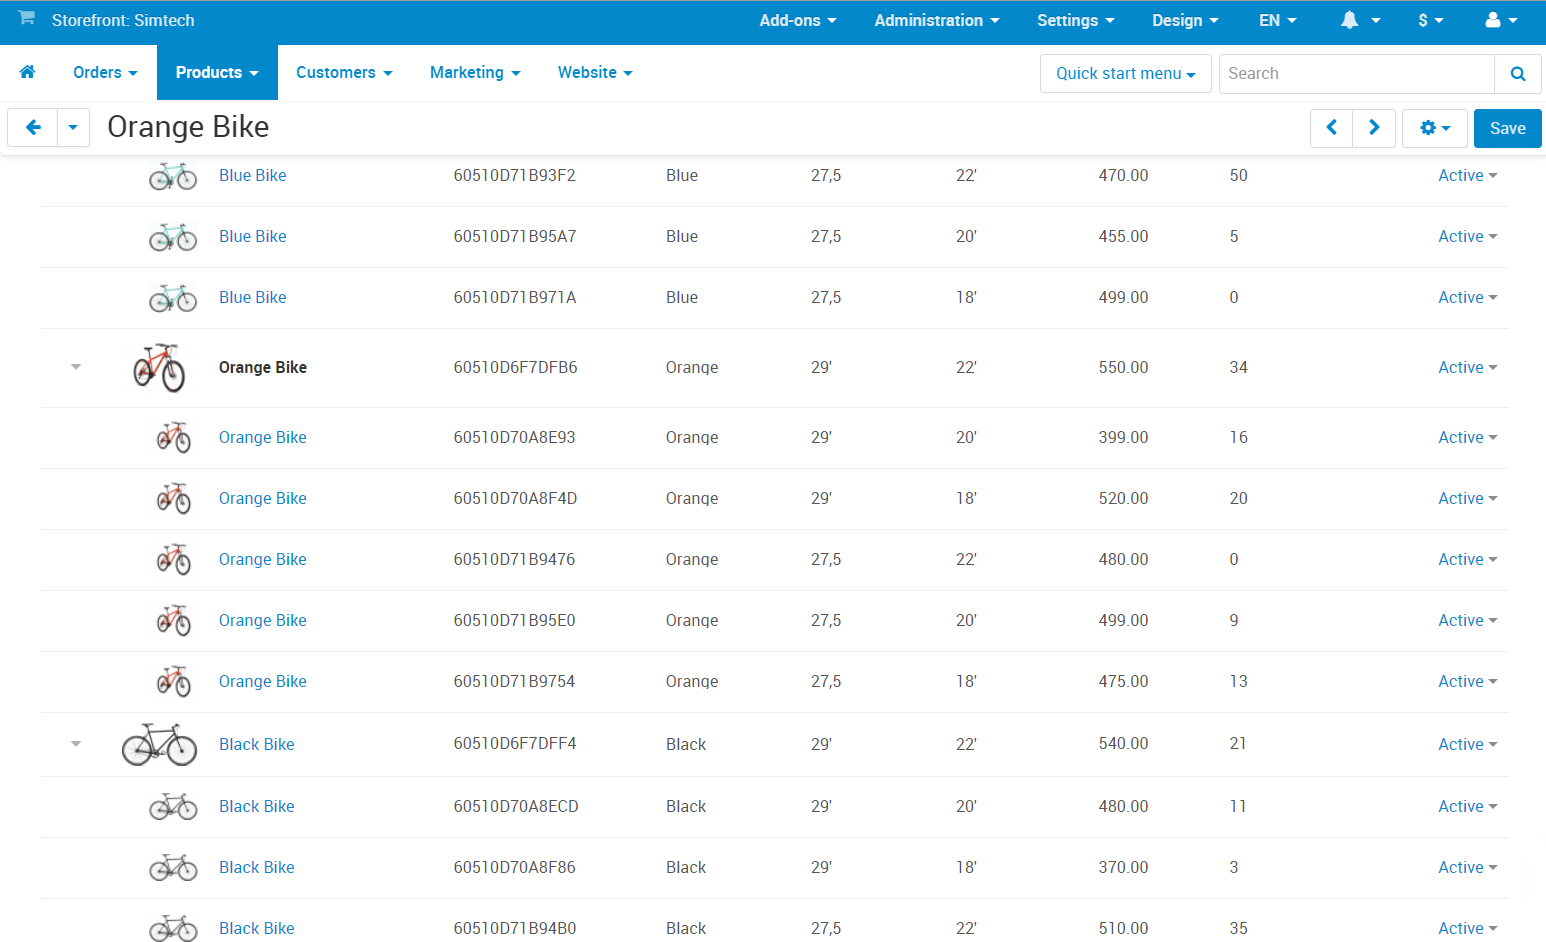 Storefront: Simtech Add-ons Administration Settings Design EN $
Orders Products Customers Marketing Website Quick start menu Search
Orange Bike Save
Blue Bike 60510D71B93F2 Blue 27,5 22' 470.00 50 Active
Blue Bike 60510D71B95A7 Blue 27,5 20' 455.00 5 Active
Blue Bike 60510D71B971A Blue 27,5 18' 499.00 0 Active
Orange Bike 60510D6F7DFB6 Orange 29' 22' 550.00 34 Active
Orange Bike 60510D70A8E93 Orange 29' 20' 399.00 16 Active
Orange Bike 60510D70A8F4D Orange 29' 18' 520.00 20 Active
Orange Bike 60510D71B9476 Orange 27,5 22' 480.00 0 Active
Orange Bike 60510D71B95E0 Orange 27,5 20' 499.00 9 Active
Orange Bike 60510D71B9754 Orange 27,5 18' 475.00 13 Active
Black Bike 60510D6F7DFF4 Black 29' 22' 540.00 21 Active
Black Bike 60510D70A8ECD Black 29' 20' 480.00 11 Active
Black Bike 60510D70A8F86 Black 29' 18' 370.00 3 Active
Black Bike 60510D71B94B0 Black 27,5 22' 510.00 35 Active